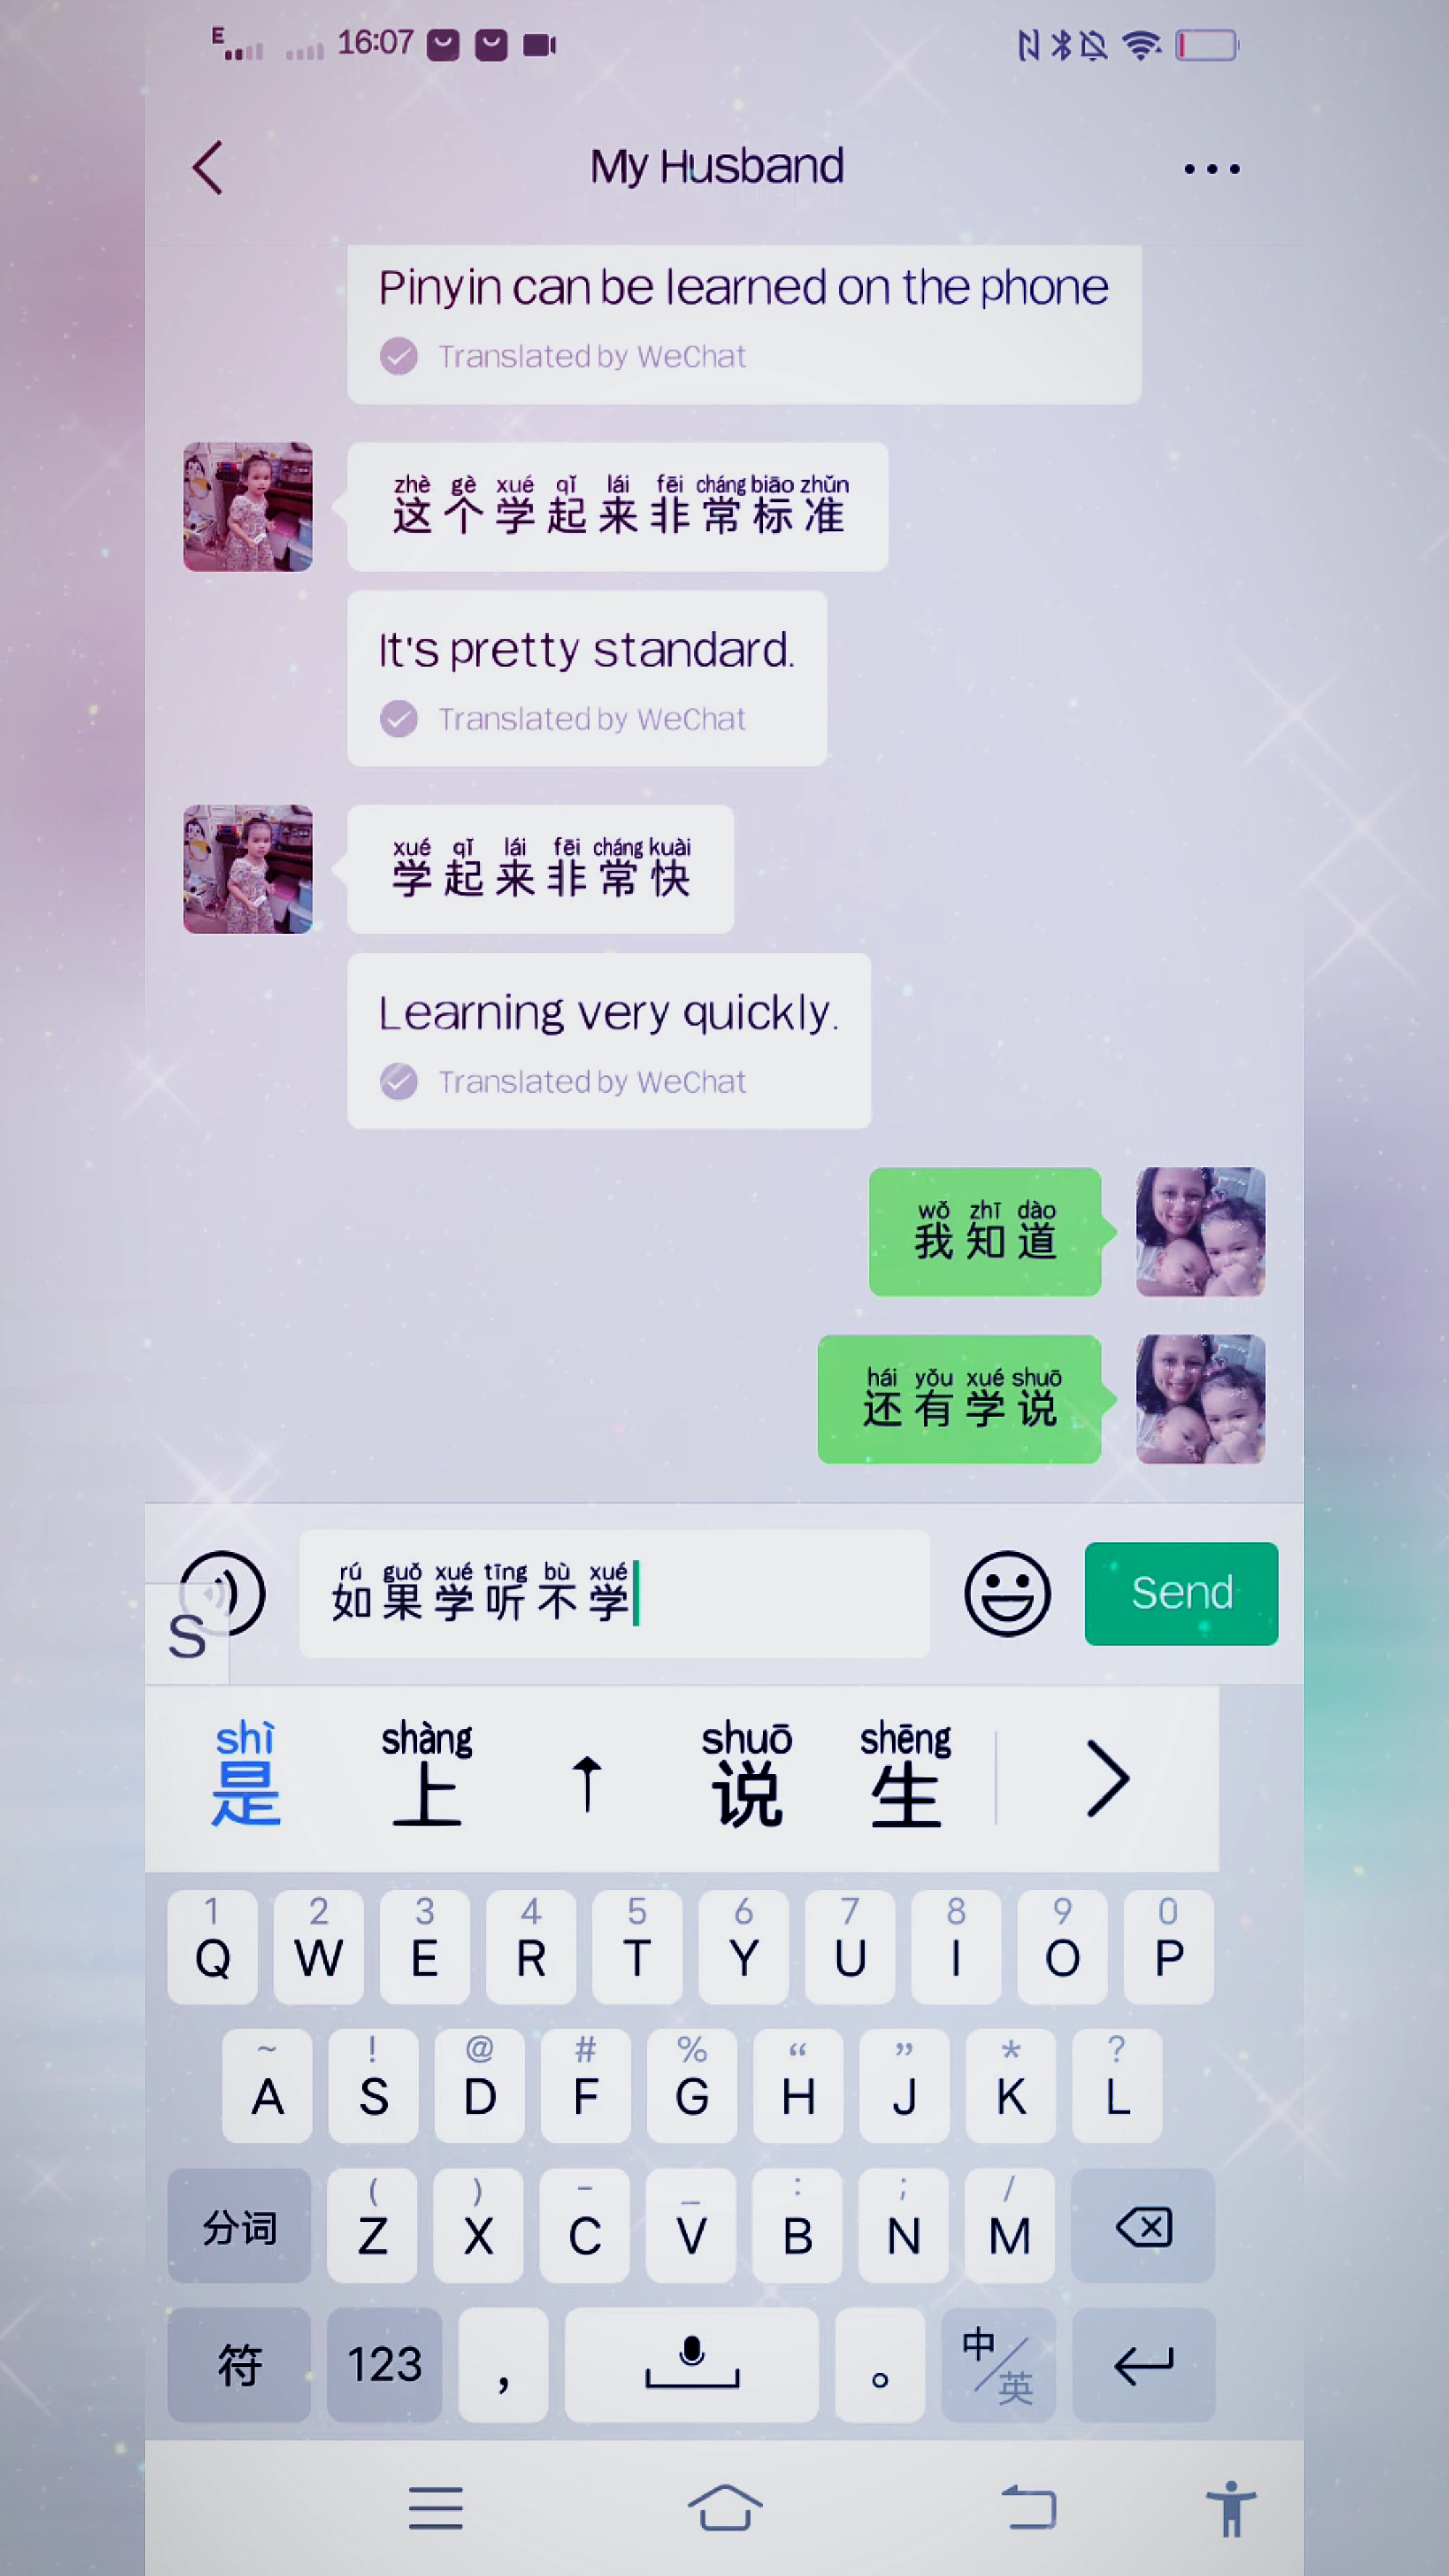 E
16:07
My Husband
Pinyin can be learned on the phone
Translated by WeChat
zhè gè xué qǐ lái fēi cháng biāo zhǔn
这个学起来非常标准
It's pretty standard.
Translated by WeChat
xué qǐ lái fēi cháng kuài
学起来非常快
Learning very quickly.
Translated by WeChat
wǒ zhī dào
我知道
hái yǒu xué shuō
还有学说
rú guǒ xué tīng bù xué
如果学听不学
Send
S
shì shàng shuō shēng
是 上 ↑ 说 生
1 2 3 4 5 6 7 8 9 0
Q W E R T Y U I O P
~ ! @ # % “ ” * ?
A S D F G H J K L
( ) - _ : ; /
分词 Z X C V B N M
符 123 , 。 中/英